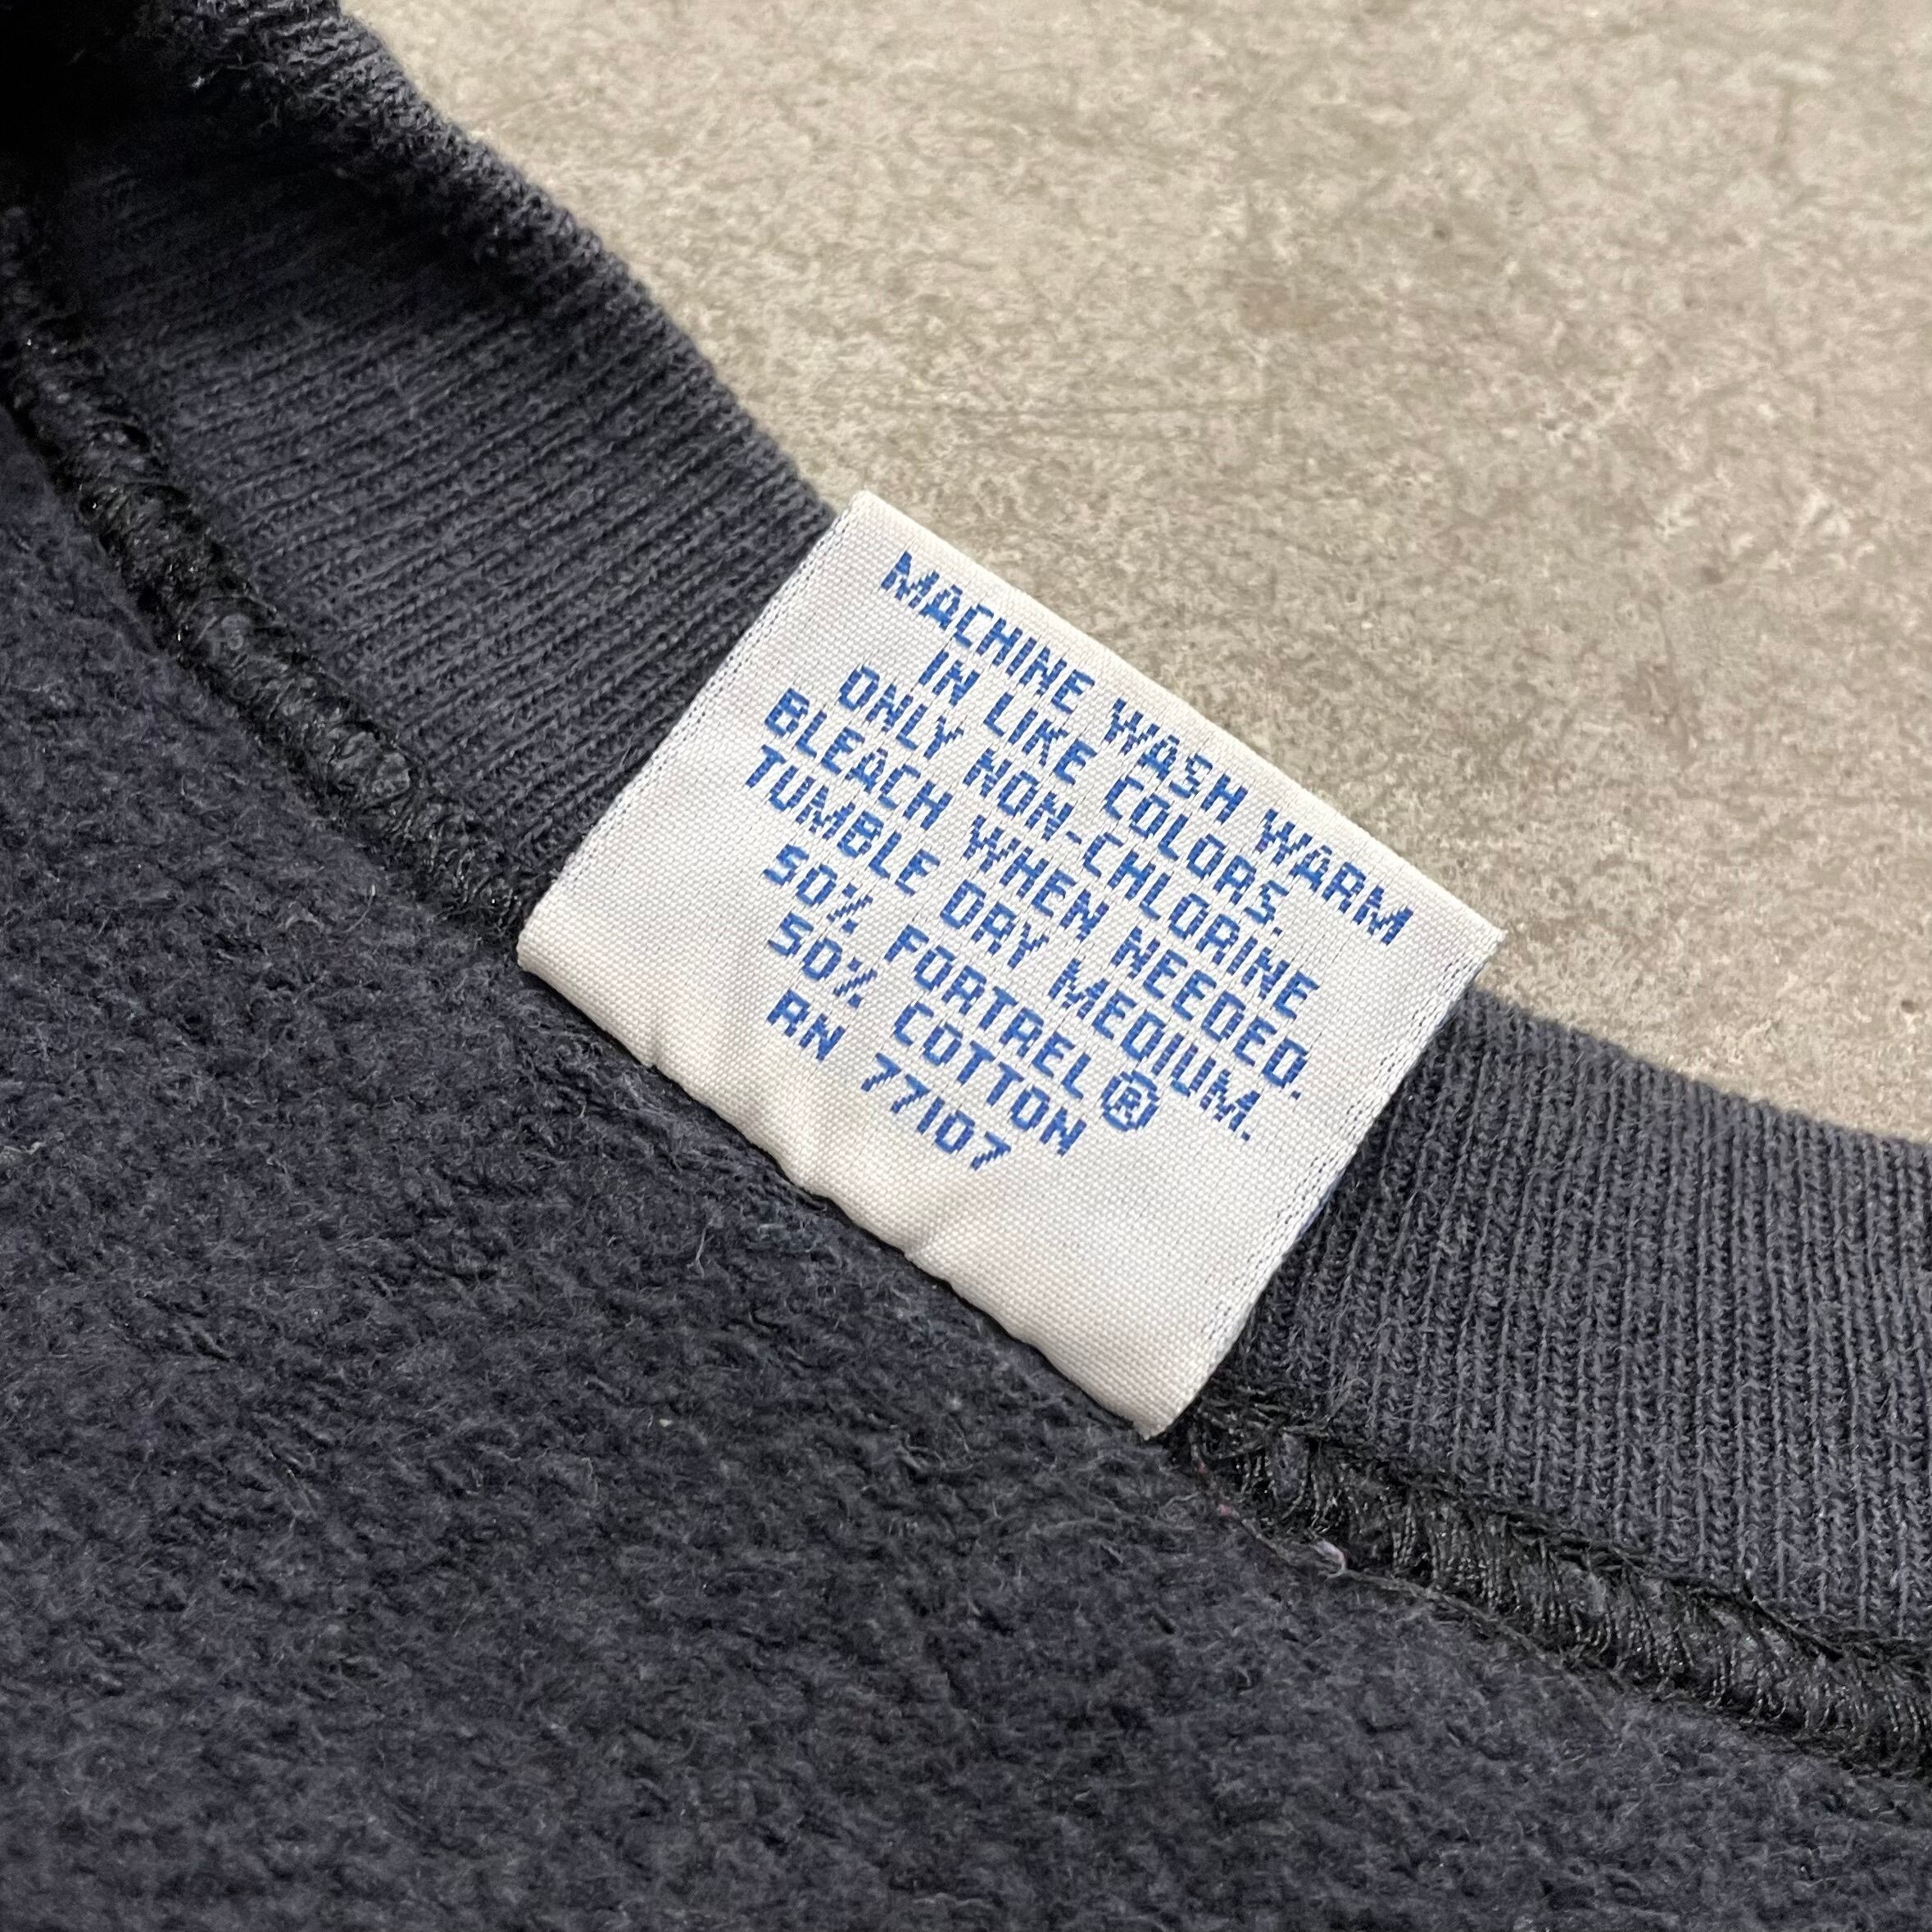 MACHINE WASH WARM
IN LIKE COLORS.
ONLY NON-CHLORINE
BLEACH WHEN NEEDED.
TUMBLE DRY MEDIUM.
50% FORTREL ®
50% COTTON
RN 77107